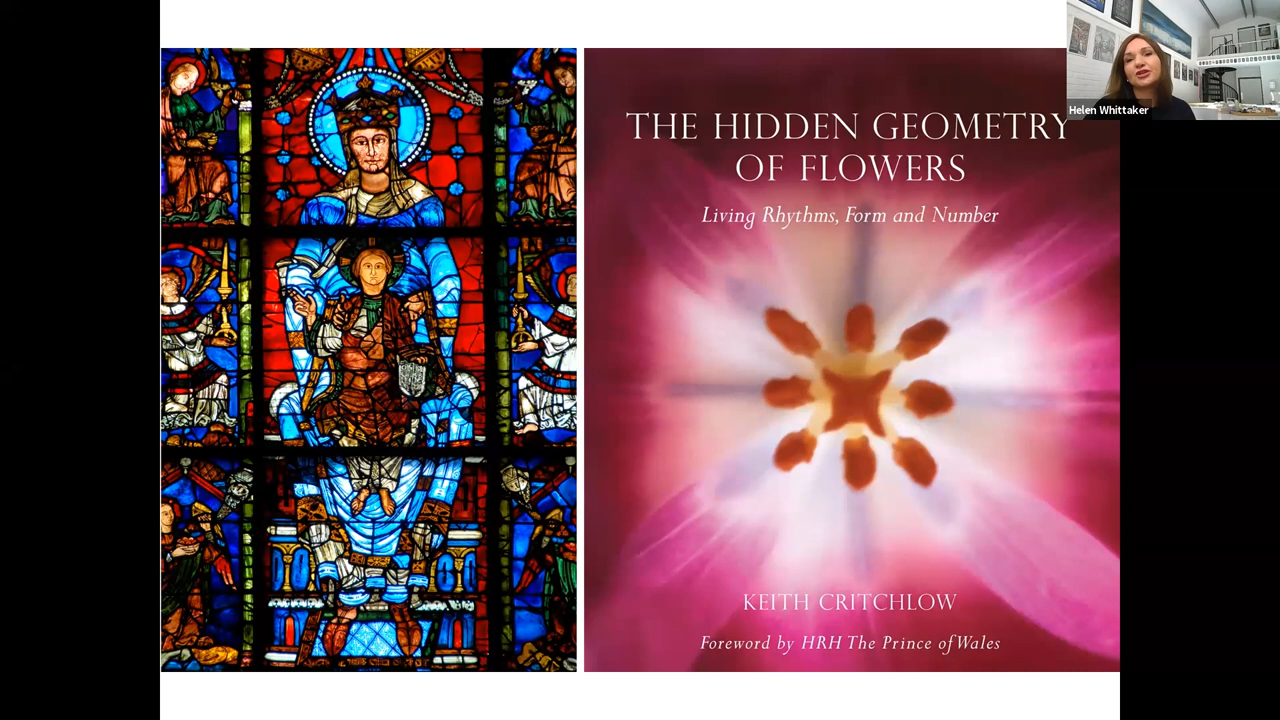 THE HIDDEN GEOMETRY
OF FLOWERS
Living Rhythms, Form and Number
KEITH CRITCHLOW
Foreword by HRH The Prince of Wales
Helen Whittaker